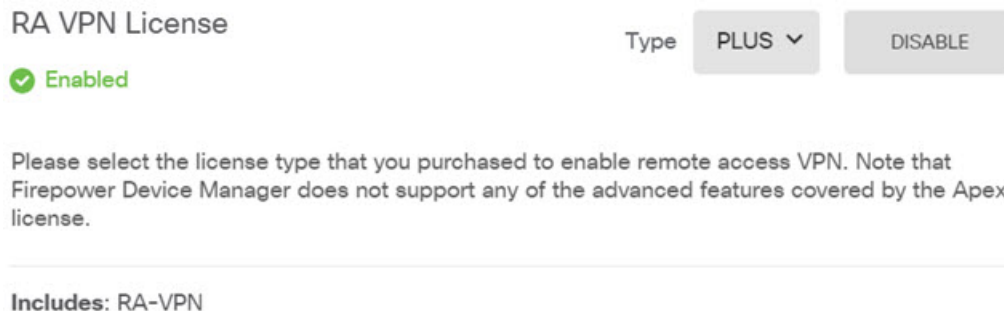 RA VPN License
Type PLUS DISABLE
Enabled
Please select the license type that you purchased to enable remote access VPN. Note that
Firepower Device Manager does not support any of the advanced features covered by the Apex
license.
Includes: RA-VPN